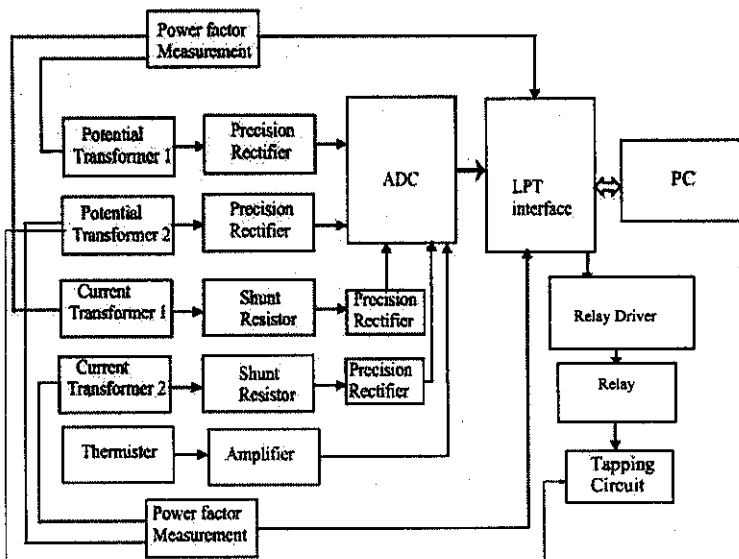 Power factor
Measurement
Potential
Transformer 1
Precision
Rectifier
ADC
LPT
interface
PC
Potential
Transformer 2
Precision
Rectifier
Current
Transformer 1
Shunt
Resistor
Precision
Rectifier
Relay Driver
Current
Transformer 2
Shunt
Resistor
Precision
Rectifier
Relay
Thermister
Amplifier
Tapping
Circuit
Power factor
Measurement